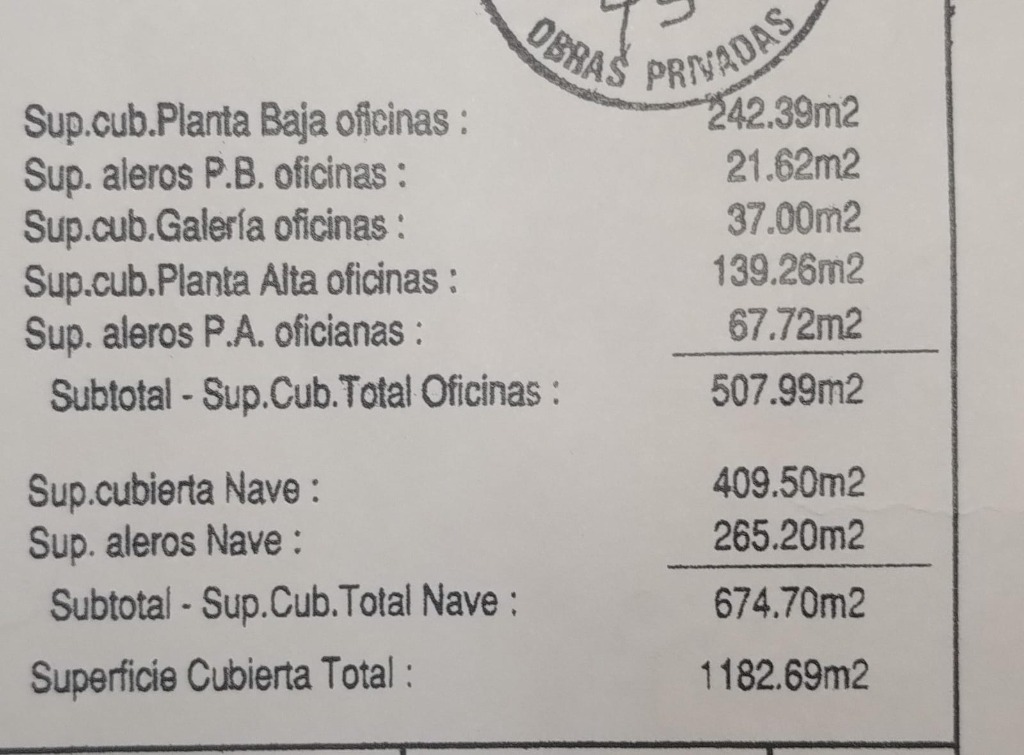 OBRAS PRIVADAS
Sup.cub.Planta Baja oficinas : 242.39m2
Sup. aleros P.B. oficinas : 21.62m2
Sup.cub.Galería oficinas : 37.00m2
Sup.cub.Planta Alta oficinas : 139.26m2
Sup. aleros P.A. oficianas : 67.72m2
Subtotal - Sup.Cub.Total Oficinas : 507.99m2
Sup.cubierta Nave : 409.50m2
Sup. aleros Nave : 265.20m2
Subtotal - Sup.Cub.Total Nave : 674.70m2
Superficie Cubierta Total : 1182.69m2